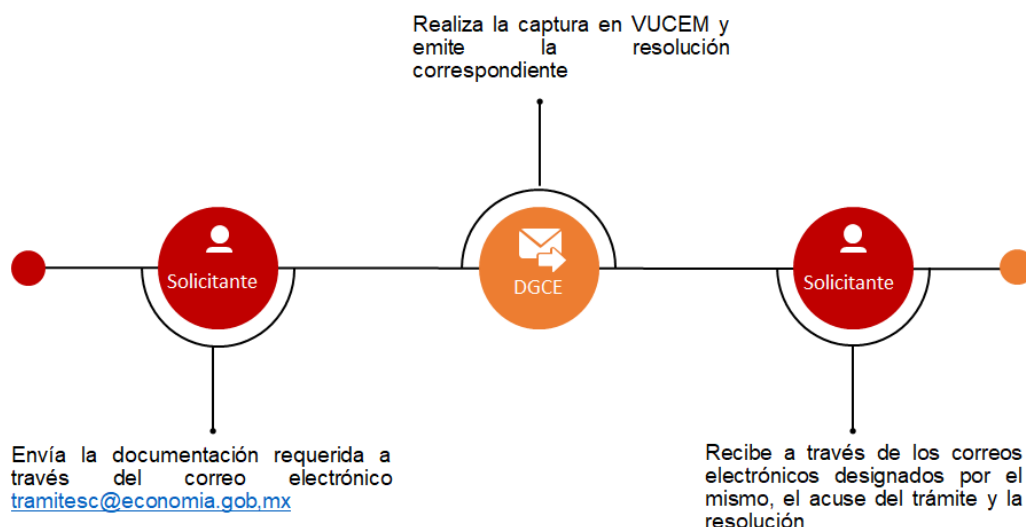 Realiza la captura en VUCEM y
emite la resolución
correspondiente
Solicitante
DGCE
Solicitante
Envía la documentación requerida a
través del correo electrónico
tramitesc@economia.gob,mx
Recibe a través de los correos
electrónicos designados por el
mismo, el acuse del trámite y la
resolución